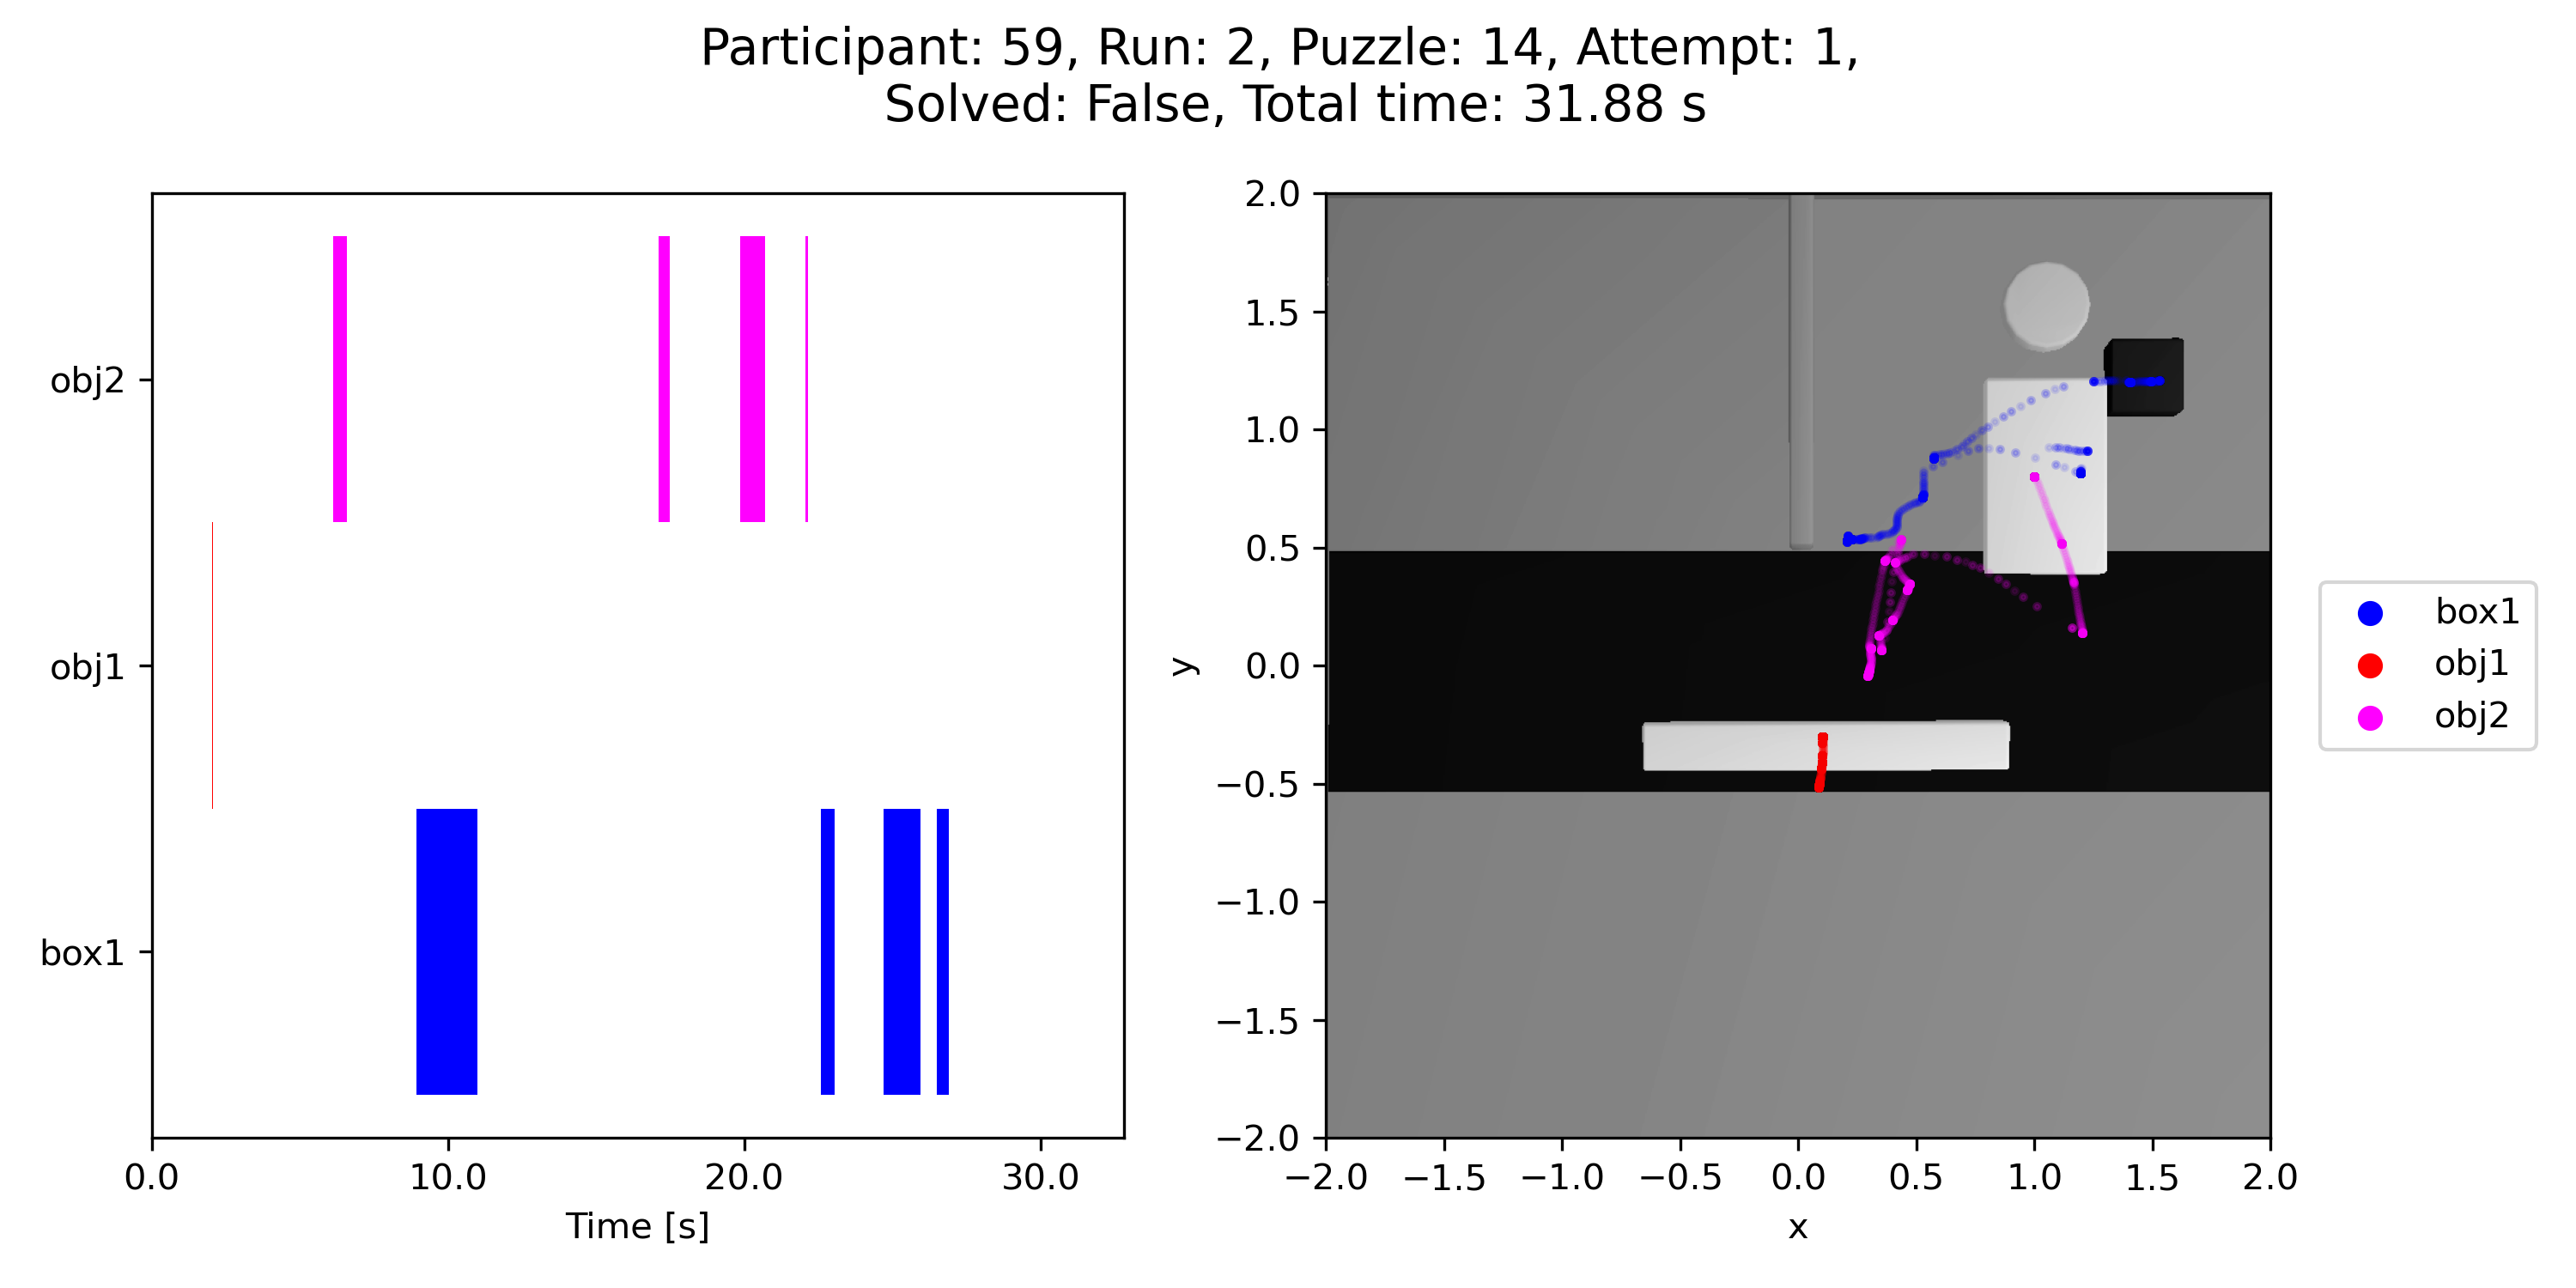 Participant: 59, Run: 2, Puzzle: 14, Attempt: 1,
Solved: False, Total time: 31.88 s
obj2
obj1
box1
0.0 10.0 20.0 30.0
Time [s]
2.0
1.5
1.0
0.5
0.0
−0.5
−1.0
−1.5
−2.0
y
−2.0 −1.5 −1.0 −0.5 0.0 0.5 1.0 1.5 2.0
x
box1
obj1
obj2